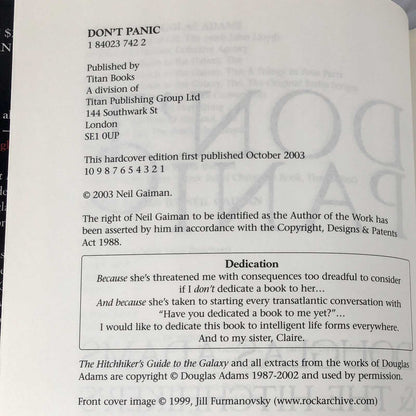 DON'T PANIC
1 84023 742 2
Published by
Titan Books
A division of
Titan Publishing Group Ltd
144 Southwark St
London
SE1 0UP
This hardcover edition first published October 2003
10 9 8 7 6 5 4 3 2 1
© 2003 Neil Gaiman.
The right of Neil Gaiman to be identified as the Author of the Work has
been asserted by him in accordance with the Copyright, Designs & Patents
Act 1988.
Dedication
Because she's threatened me with consequences too dreadful to consider
if I don't dedicate a book to her...
And because she's taken to starting every transatlantic conversation with
"Have you dedicated a book to me yet?"...
I would like to dedicate this book to intelligent life forms everywhere.
And to my sister, Claire.
The Hitchhiker's Guide to the Galaxy and all extracts from the works of Douglas
Adams are copyright © Douglas Adams 1987-2002 and used by permission.
Front cover image © 1999, Jill Furmanovsky (www.rockarchive.com)